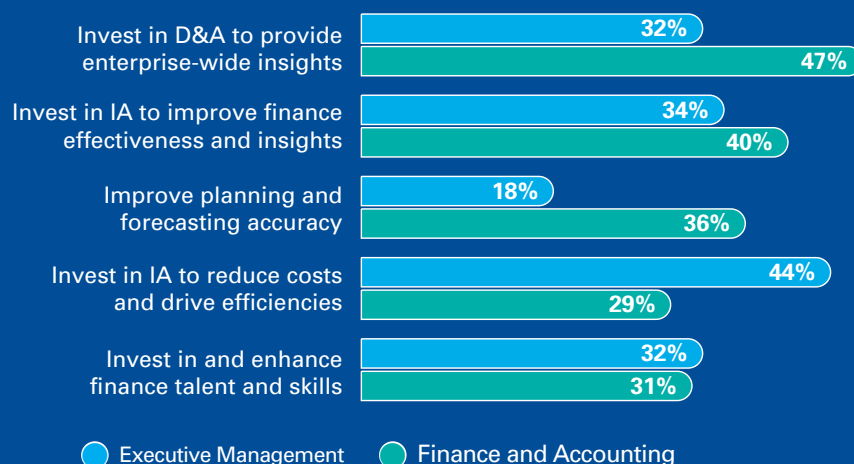 Invest in D&A to provide
enterprise-wide insights
32%
47%
Invest in IA to improve finance
effectiveness and insights
34%
40%
Improve planning and
forecasting accuracy
18%
36%
Invest in IA to reduce costs
and drive efficiencies
44%
29%
Invest in and enhance
finance talent and skills
32%
31%
Executive Management
Finance and Accounting